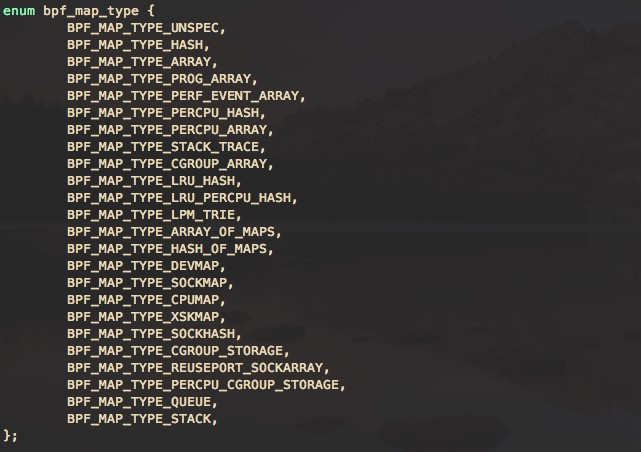 enum bpf_map_type {
        BPF_MAP_TYPE_UNSPEC,
        BPF_MAP_TYPE_HASH,
        BPF_MAP_TYPE_ARRAY,
        BPF_MAP_TYPE_PROG_ARRAY,
        BPF_MAP_TYPE_PERF_EVENT_ARRAY,
        BPF_MAP_TYPE_PERCPU_HASH,
        BPF_MAP_TYPE_PERCPU_ARRAY,
        BPF_MAP_TYPE_STACK_TRACE,
        BPF_MAP_TYPE_CGROUP_ARRAY,
        BPF_MAP_TYPE_LRU_HASH,
        BPF_MAP_TYPE_LRU_PERCPU_HASH,
        BPF_MAP_TYPE_LPM_TRIE,
        BPF_MAP_TYPE_ARRAY_OF_MAPS,
        BPF_MAP_TYPE_HASH_OF_MAPS,
        BPF_MAP_TYPE_DEVMAP,
        BPF_MAP_TYPE_SOCKMAP,
        BPF_MAP_TYPE_CPUMAP,
        BPF_MAP_TYPE_XSKMAP,
        BPF_MAP_TYPE_SOCKHASH,
        BPF_MAP_TYPE_CGROUP_STORAGE,
        BPF_MAP_TYPE_REUSEPORT_SOCKARRAY,
        BPF_MAP_TYPE_PERCPU_CGROUP_STORAGE,
        BPF_MAP_TYPE_QUEUE,
        BPF_MAP_TYPE_STACK,
};